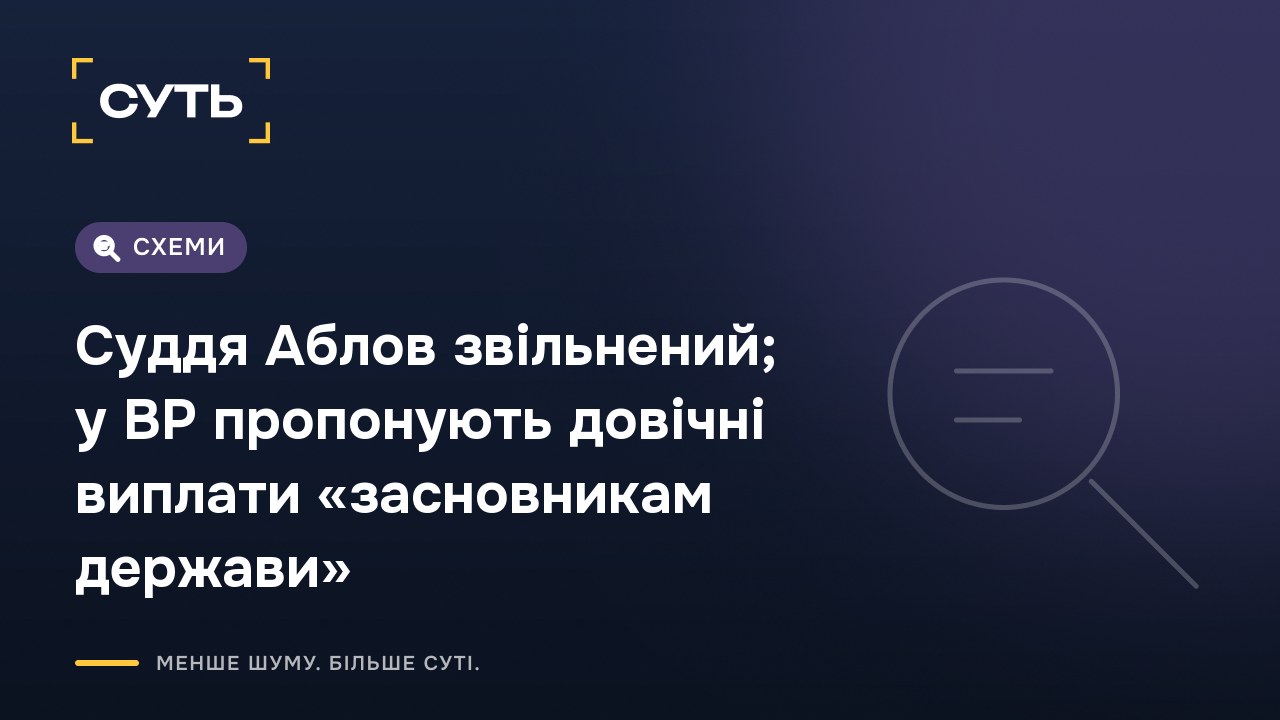 СУТЬ
СХЕМИ
Суддя Аблов звільнений;
у ВР пропонують довічні
виплати «засновникам
держави»
МЕНШЕ ШУМУ. БІЛЬШЕ СУТІ.